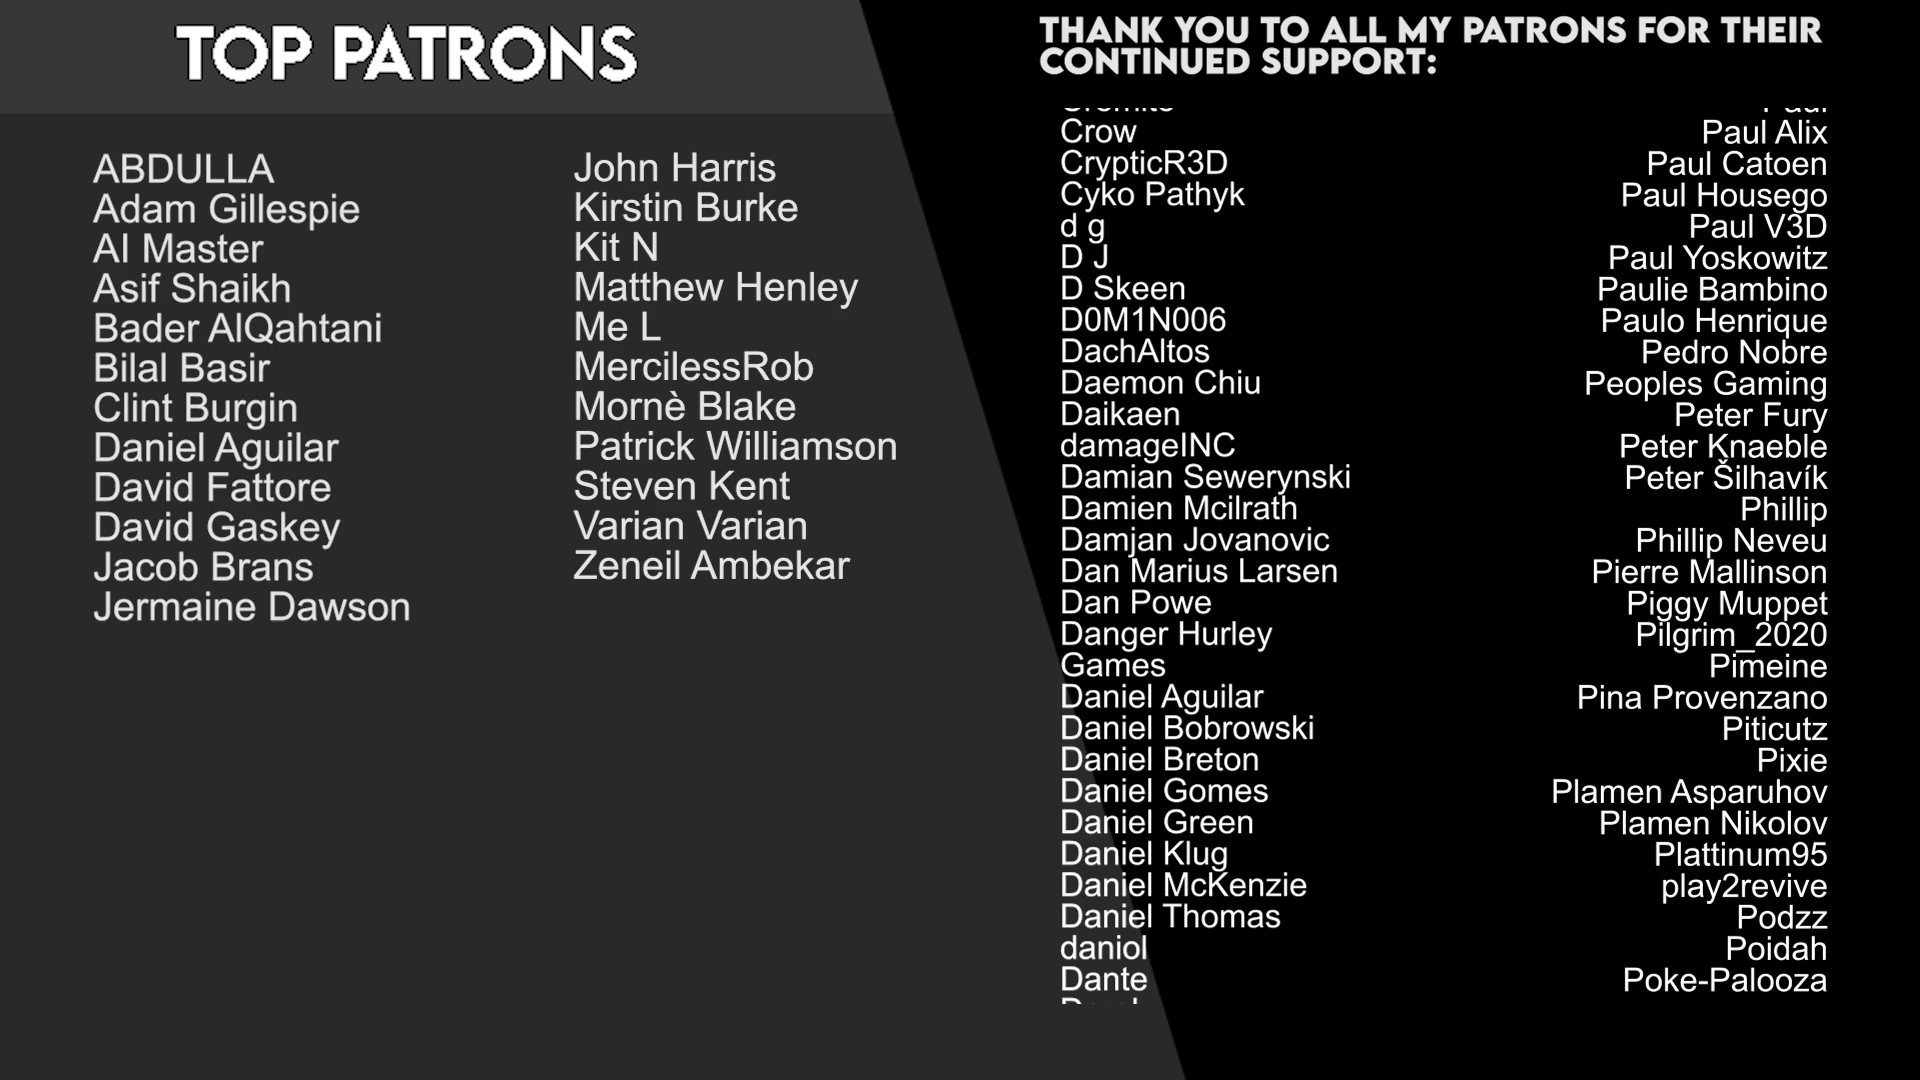 TOP PATRONS
ABDULLA
Adam Gillespie
AI Master
Asif Shaikh
Bader AlQahtani
Bilal Basir
Clint Burgin
Daniel Aguilar
David Fattore
David Gaskey
Jacob Brans
Jermaine Dawson
John Harris
Kirstin Burke
Kit N
Matthew Henley
Me L
MercilessRob
Mornè Blake
Patrick Williamson
Steven Kent
Varian Varian
Zeneil Ambekar
THANK YOU TO ALL MY PATRONS FOR THEIR
CONTINUED SUPPORT:
Crow
CrypticR3D
Cyko Pathyk
d g
D J
D Skeen
D0M1N006
DachAltos
Daemon Chiu
Daikaen
damageINC
Damian Sewerynski
Damien Mcilrath
Damjan Jovanovic
Dan Marius Larsen
Dan Powe
Danger Hurley
Games
Daniel Aguilar
Daniel Bobrowski
Daniel Breton
Daniel Gomes
Daniel Green
Daniel Klug
Daniel McKenzie
Daniel Thomas
daniol
Dante
Paul
Paul Alix
Paul Catoen
Paul Housego
Paul V3D
Paul Yoskowitz
Paulie Bambino
Paulo Henrique
Pedro Nobre
Peoples Gaming
Peter Fury
Peter Knaeble
Peter Šilhavík
Phillip
Phillip Neveu
Pierre Mallinson
Piggy Muppet
Pilgrim_2020
Pimeine
Pina Provenzano
Piticutz
Pixie
Plamen Asparuhov
Plamen Nikolov
Plattinum95
play2revive
Podzz
Poidah
Poke-Palooza